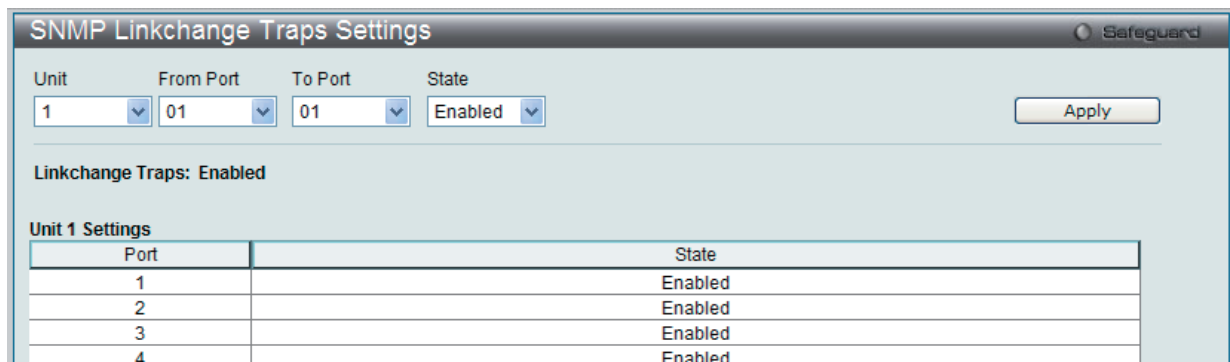 SNMP Linkchange Traps Settings
Safeguard
Unit From Port To Port State
1 01 01 Enabled Apply
Linkchange Traps: Enabled
Unit 1 Settings
Port State
1 Enabled
2 Enabled
3 Enabled
4 Enabled